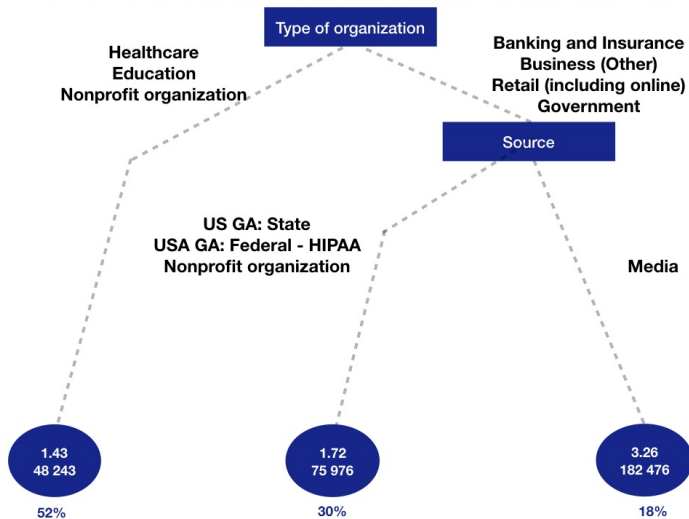 Type of organization
Healthcare
Education
Nonprofit organization
Banking and Insurance
Business (Other)
Retail (including online)
Government
Source
US GA: State
USA GA: Federal - HIPAA
Nonprofit organization
Media
1.43
48 243
1.72
75 976
3.26
182 476
52%
30%
18%